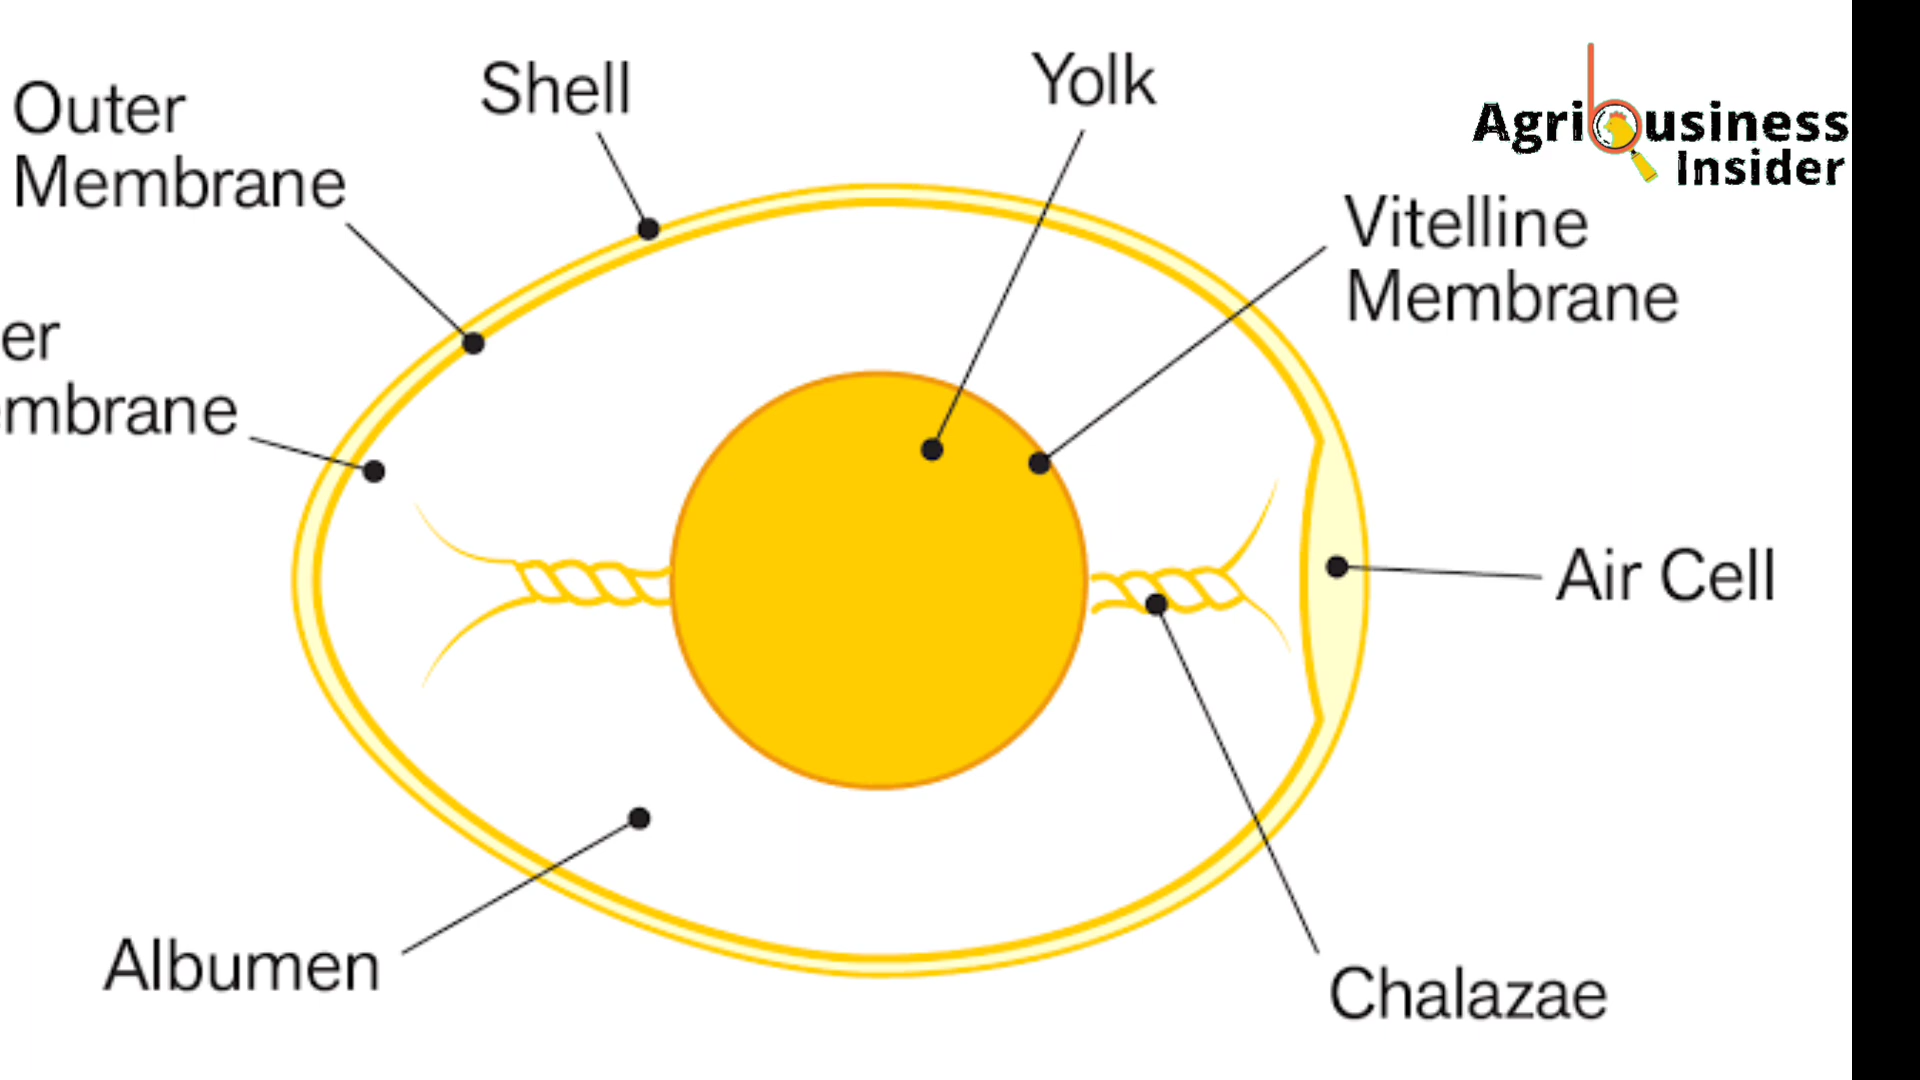 Shell
Yolk
Outer
Membrane
Agribusiness
Insider
Vitelline
Membrane
er
mbrane
Air Cell
Albumen
Chalazae